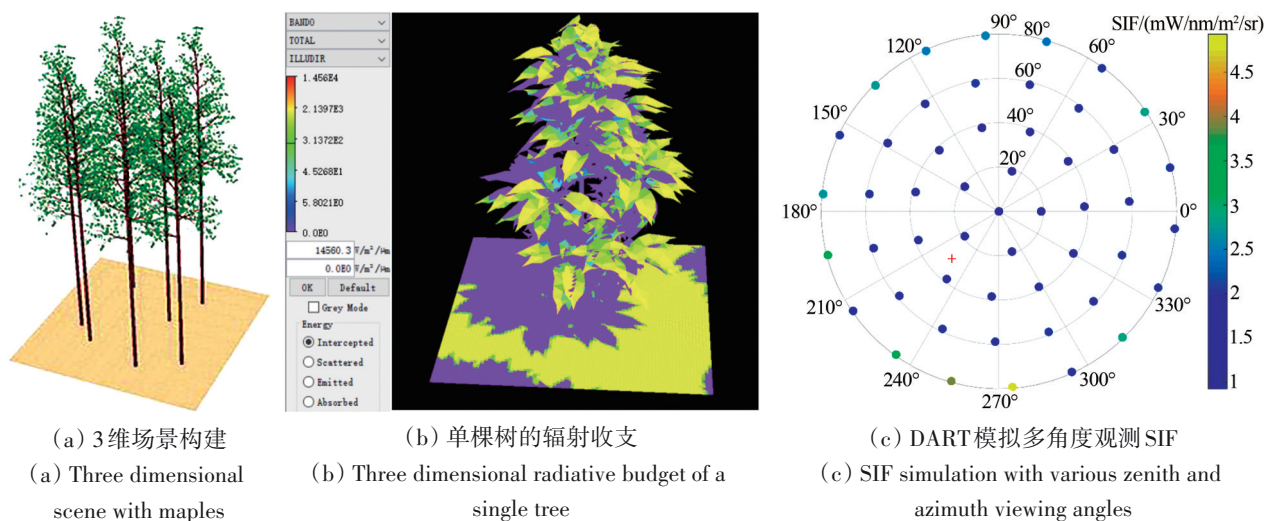 BANDO
TOTAL
ILLUDIR
1.456E4
2.1397E3
3.1372E2
4.5268E1
5.8021E0
0.0E0
14560.3 W/m²/μm
0.0E0 W/m²/μm
OK Default
Grey Mode
Energy
Intercepted
Scattered
Emitted
Absorbed
SIF/(mW/nm/m²/sr)
90°
80°
120°
60°
60°
150°
40°
30°
20°
180°
0°
210°
330°
240°
300°
270°
4.5
4
3.5
3
2.5
2
1.5
1
(a) 3维场景构建
(a) Three dimensional
scene with maples
(b) 单棵树的辐射收支
(b) Three dimensional radiative budget of a
single tree
(c) DART模拟多角度观测SIF
(c) SIF simulation with various zenith and
azimuth viewing angles